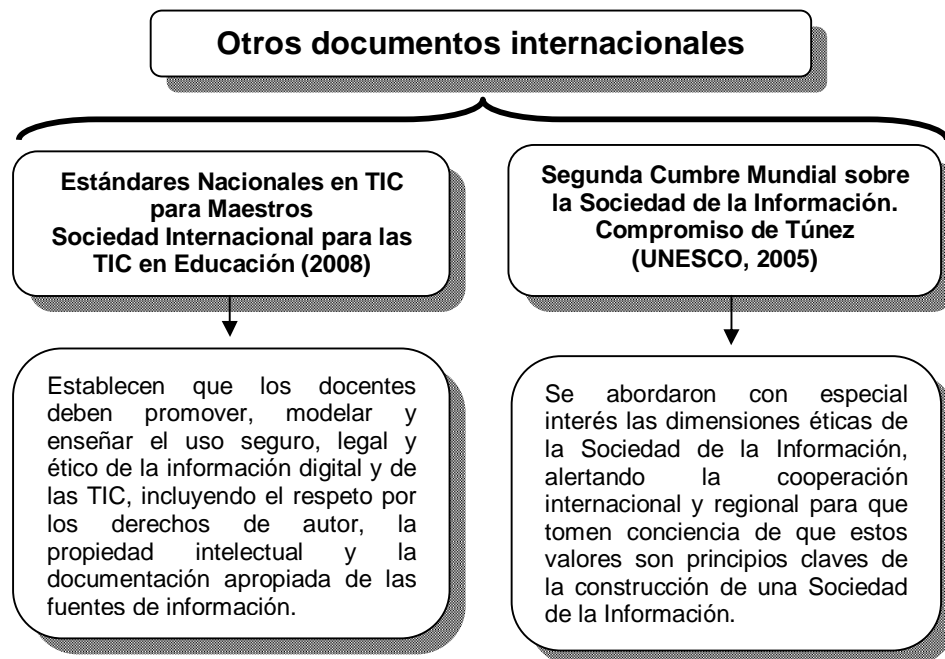 Otros documentos internacionales
Estándares Nacionales en TIC
para Maestros
Sociedad Internacional para las
TIC en Educación (2008)
Segunda Cumbre Mundial sobre
la Sociedad de la Información.
Compromiso de Túnez
(UNESCO, 2005)
Establecen que los docentes
deben promover, modelar y
enseñar el uso seguro, legal y
ético de la información digital y de
las TIC, incluyendo el respeto por
los derechos de autor, la
propiedad intelectual y la
documentación apropiada de las
fuentes de información.
Se abordaron con especial
interés las dimensiones éticas de
la Sociedad de la Información,
alertando la cooperación
internacional y regional para que
tomen conciencia de que estos
valores son principios claves de
la construcción de una Sociedad
de la Información.